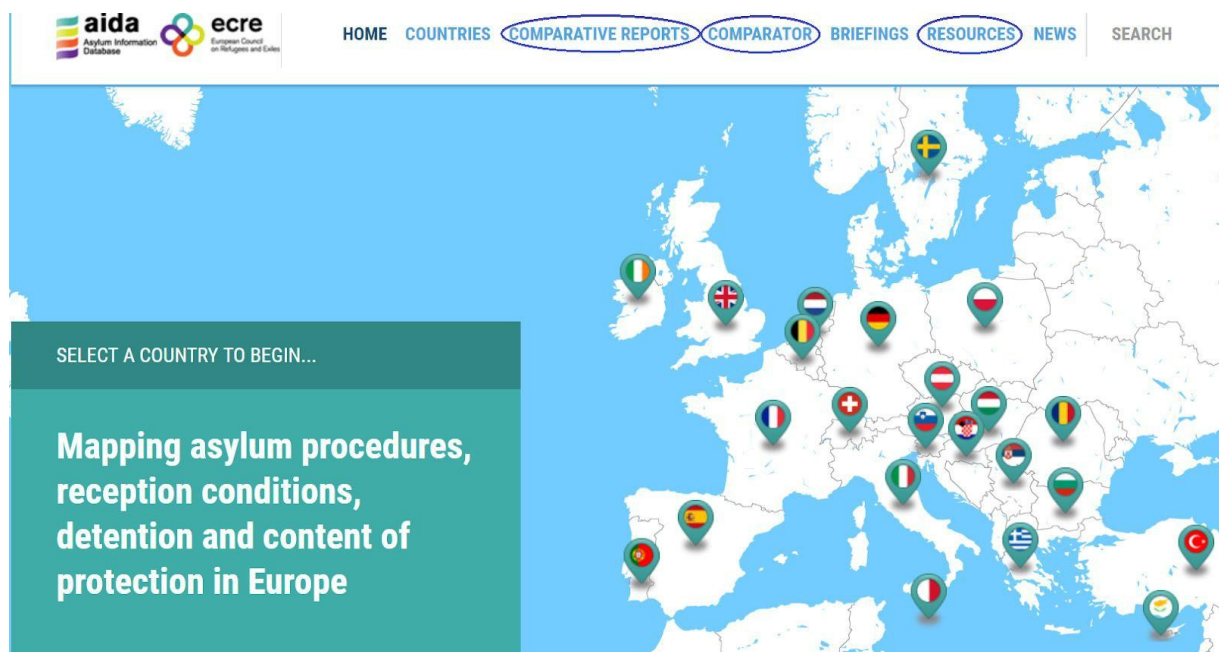 aida
Asylum Information
Database
ecre
European Council
on Refugees and Exiles
HOME COUNTRIES COMPARATIVE REPORTS COMPARATOR BRIEFINGS RESOURCES NEWS SEARCH
SELECT A COUNTRY TO BEGIN...
Mapping asylum procedures,
reception conditions,
detention and content of
protection in Europe